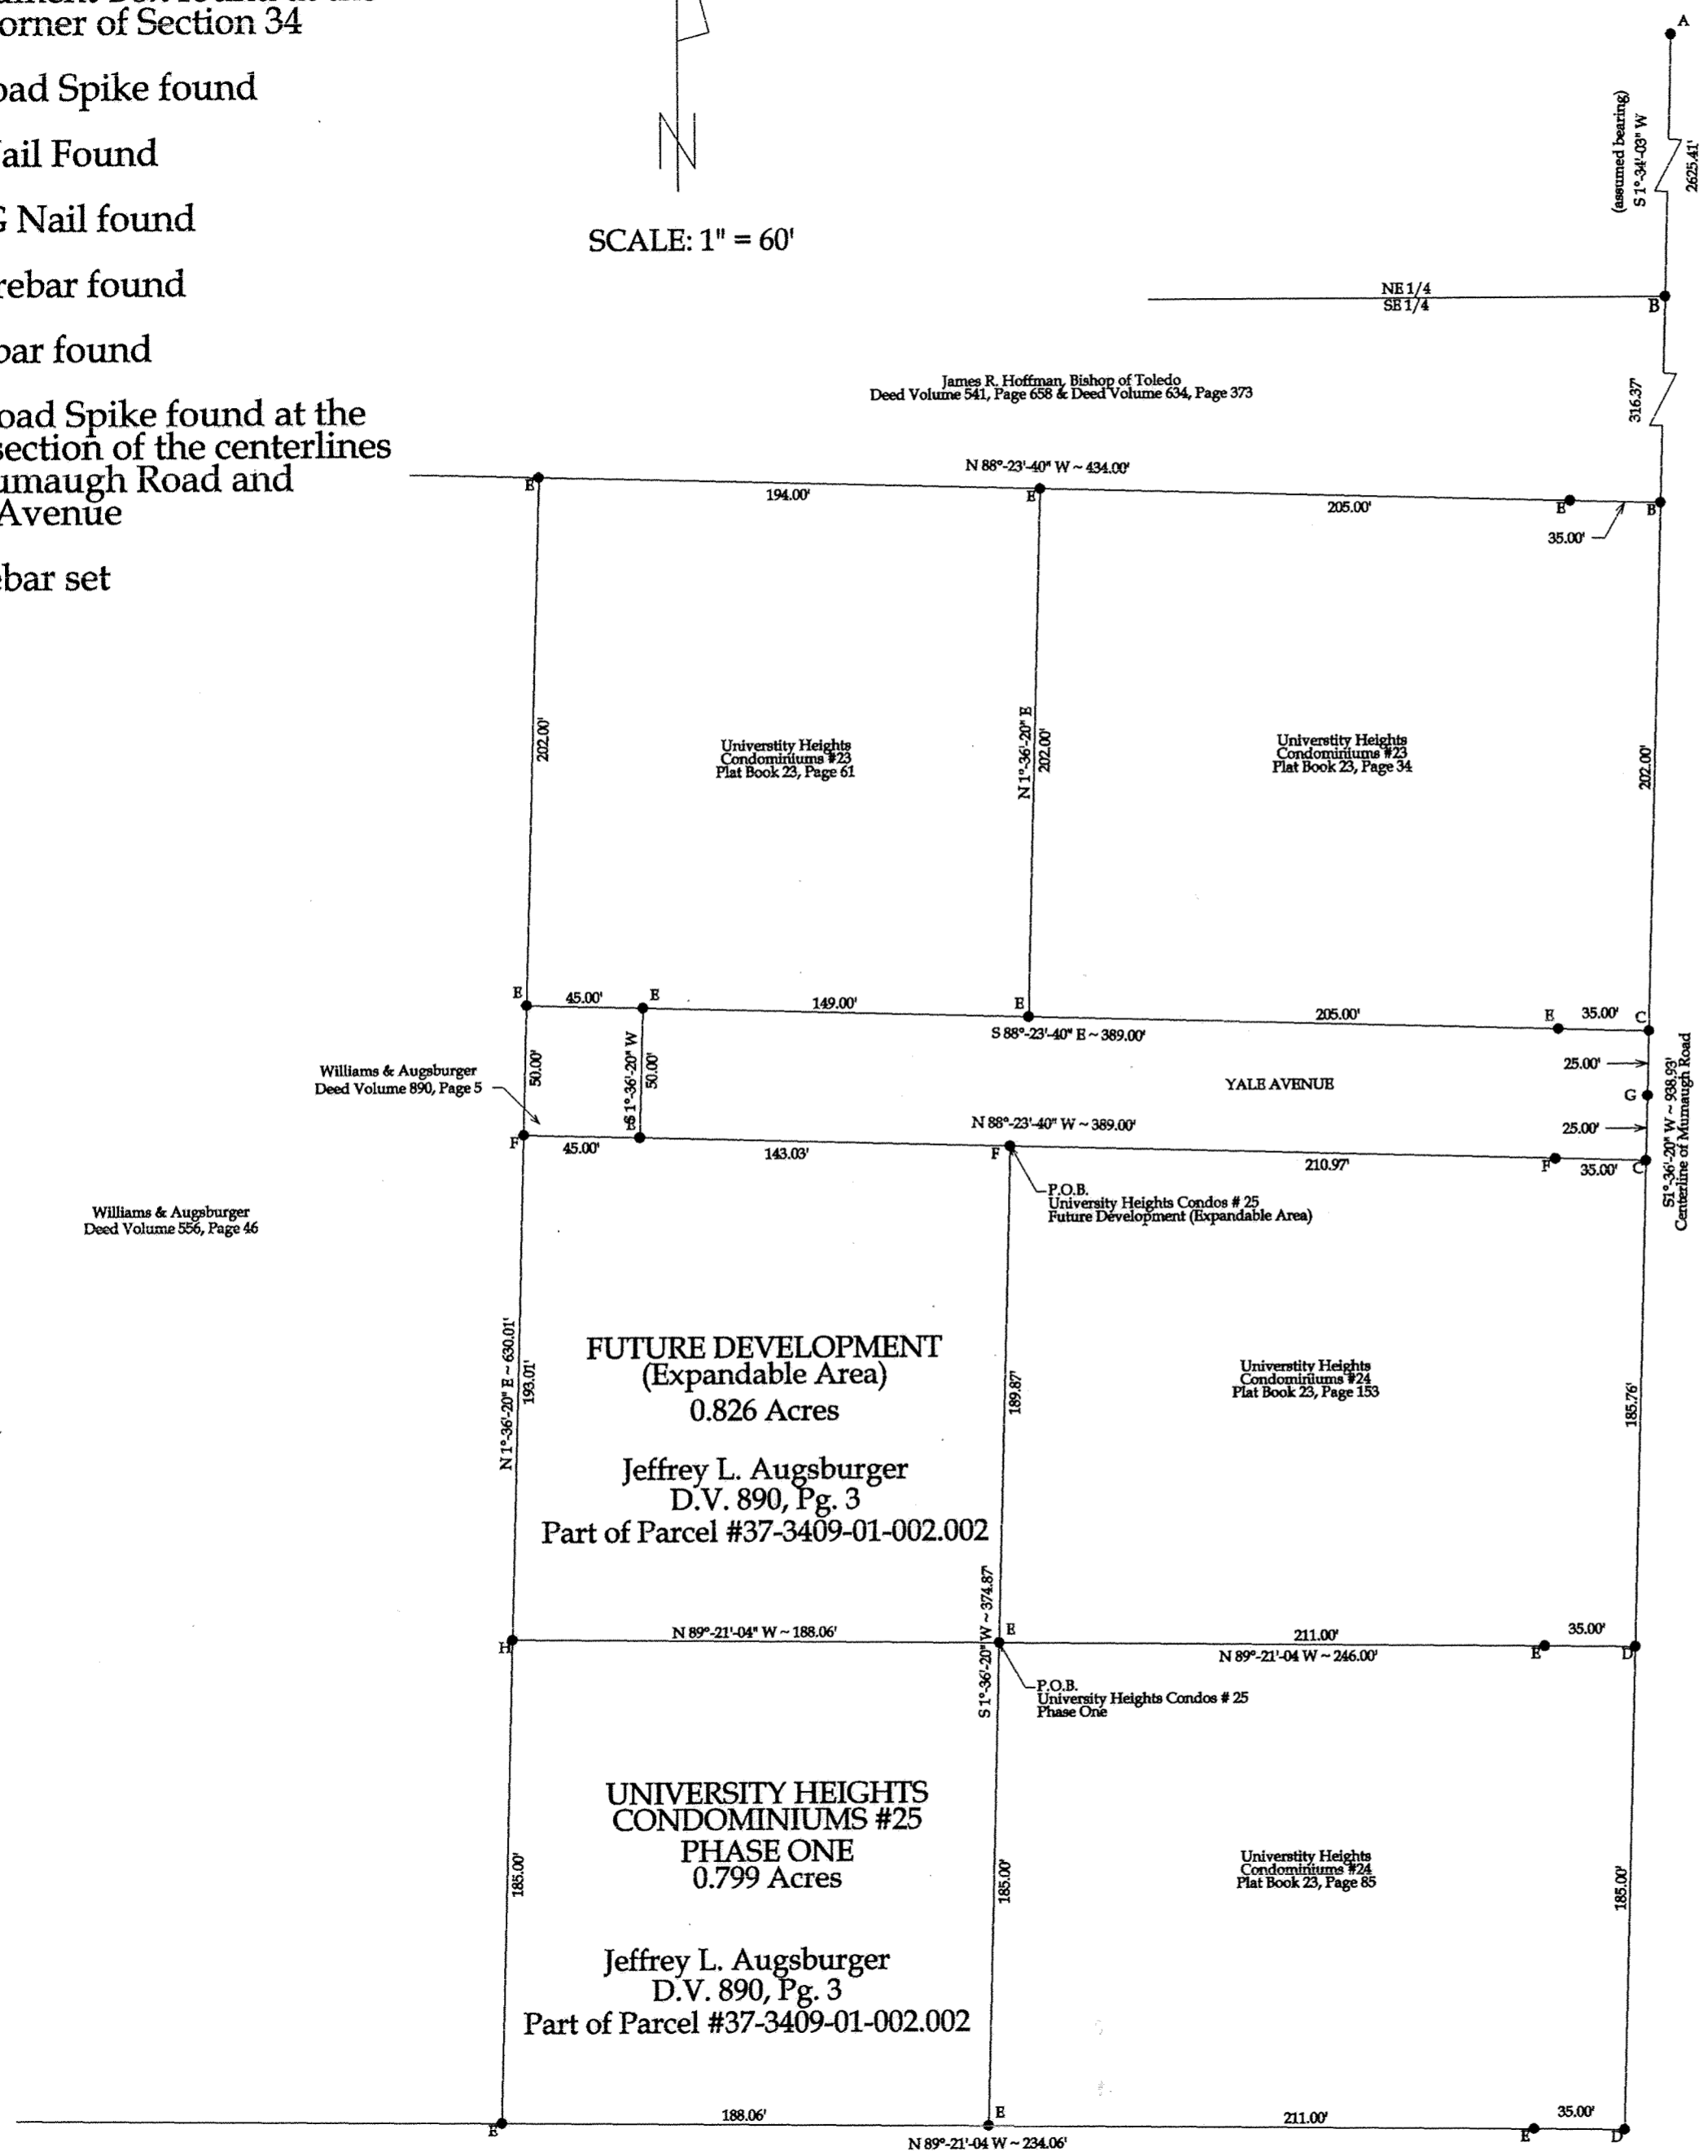 corner of Section 34
Spike found
Nail Found
Nail found
rebar found
found
Spike found at the
of the centerlines
Road and
Avenue
set
N
SCALE: 1" = 60'
A
(assumed bearing)
S 1°-34'-03" W
2625.41'
NE 1/4
SE 1/4
B
316.37'
James R. Hoffman, Bishop of Toledo
Deed Volume 541, Page 658 & Deed Volume 634, Page 373
N 88°-23'-40" W ~ 434.00'
E
194.00'
E
205.00'
E
B
35.00'
202.00'
Universtity Heights
Condominiums #23
Plat Book 23, Page 61
N 1°-36'-20" E
202.00'
Universtity Heights
Condominiums #23
Plat Book 23, Page 34
202.00'
E
45.00'
E
149.00'
E
205.00'
E
35.00'
C
S 88°-23'-40" E ~ 389.00'
Williams & Augsburger
Deed Volume 890, Page 5
50.00'
S 1°-36'-20" W
50.00'
YALE AVENUE
25.00'
G
25.00'
S1°-36'-20" W ~ 938.93'
Centerline of Mumaugh Road
N 88°-23'-40" W ~ 389.00'
F
45.00'
E
143.03'
F
210.97'
F
35.00'
C
P.O.B.
University Heights Condos # 25
Future Development (Expandable Area)
Williams & Augsburger
Deed Volume 556, Page 46
N 1°-36'-20" E ~ 630.01'
193.01'
FUTURE DEVELOPMENT
(Expandable Area)
0.826 Acres
Jeffrey L. Augsburger
D.V. 890, Pg. 3
Part of Parcel #37-3409-01-002.002
189.87'
Universtity Heights
Condominiums #24
Plat Book 23, Page 153
185.76'
S 1°-36'-20" W ~ 374.87'
H
N 89°-21'-04" W ~ 188.06'
E
211.00'
E
35.00'
D
N 89°-21'-04 W ~ 246.00'
P.O.B.
University Heights Condos # 25
Phase One
UNIVERSITY HEIGHTS
CONDOMINIUMS #25
PHASE ONE
0.799 Acres
185.00'
185.00'
Universtity Heights
Condominiums #24
Plat Book 23, Page 85
185.00'
Jeffrey L. Augsburger
D.V. 890, Pg. 3
Part of Parcel #37-3409-01-002.002
E
188.06'
E
211.00'
E
35.00'
D
N 89°-21'-04 W ~ 234.06'